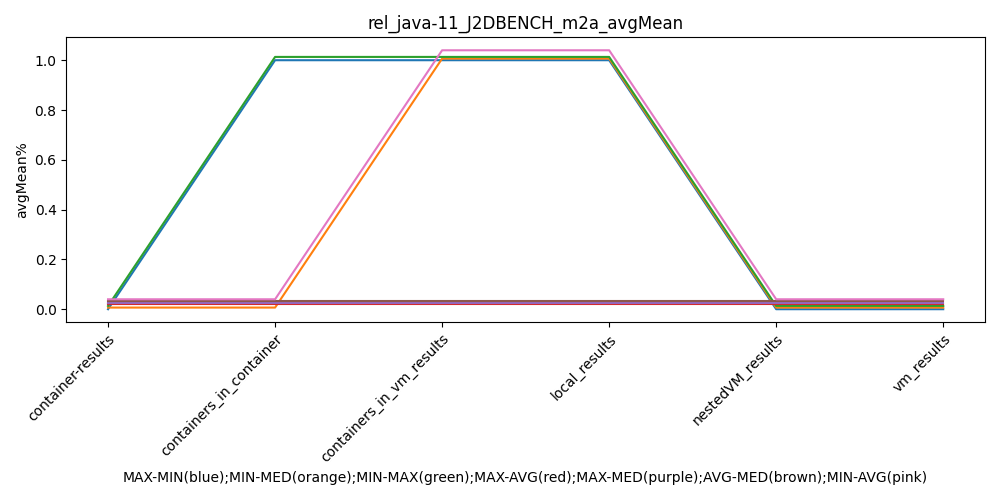 rel_java-11_J2DBENCH_m2a_avgMean
avgMean%
1.0
0.8
0.6
0.4
0.2
0.0
container-results
containers_in_container
containers_in_vm_results
local_results
nestedVM_results
vm_results
MAX-MIN(blue);MIN-MED(orange);MIN-MAX(green);MAX-AVG(red);MAX-MED(purple);AVG-MED(brown);MIN-AVG(pink)